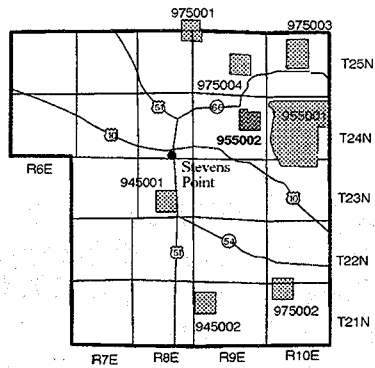 975001
975003
T25N
975004
51
66
955001
955002
T24N
10
Stevens
Point
R6E
945001
10
T23N
54
51
T22N
975002
945002
T21N
R7E
R8E
R9E
R10E